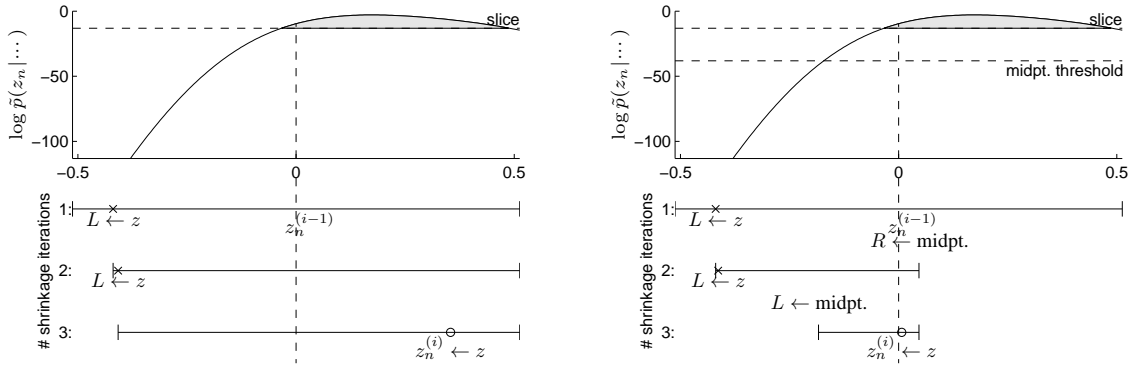 0
−50
−100
log p̃(z_n|⋯)
slice
−0.5
0
0.5
# shrinkage iterations
1:
L ← z
z_n^(i−1)
2:
L ← z
3:
z_n^(i) ← z
0
−50
−100
log p̃(z_n|⋯)
slice
midpt. threshold
−0.5
0
0.5
# shrinkage iterations
1:
L ← z
z_n^(i−1)
R ← midpt.
2:
L ← z
L ← midpt.
3:
z_n^(i) ← z